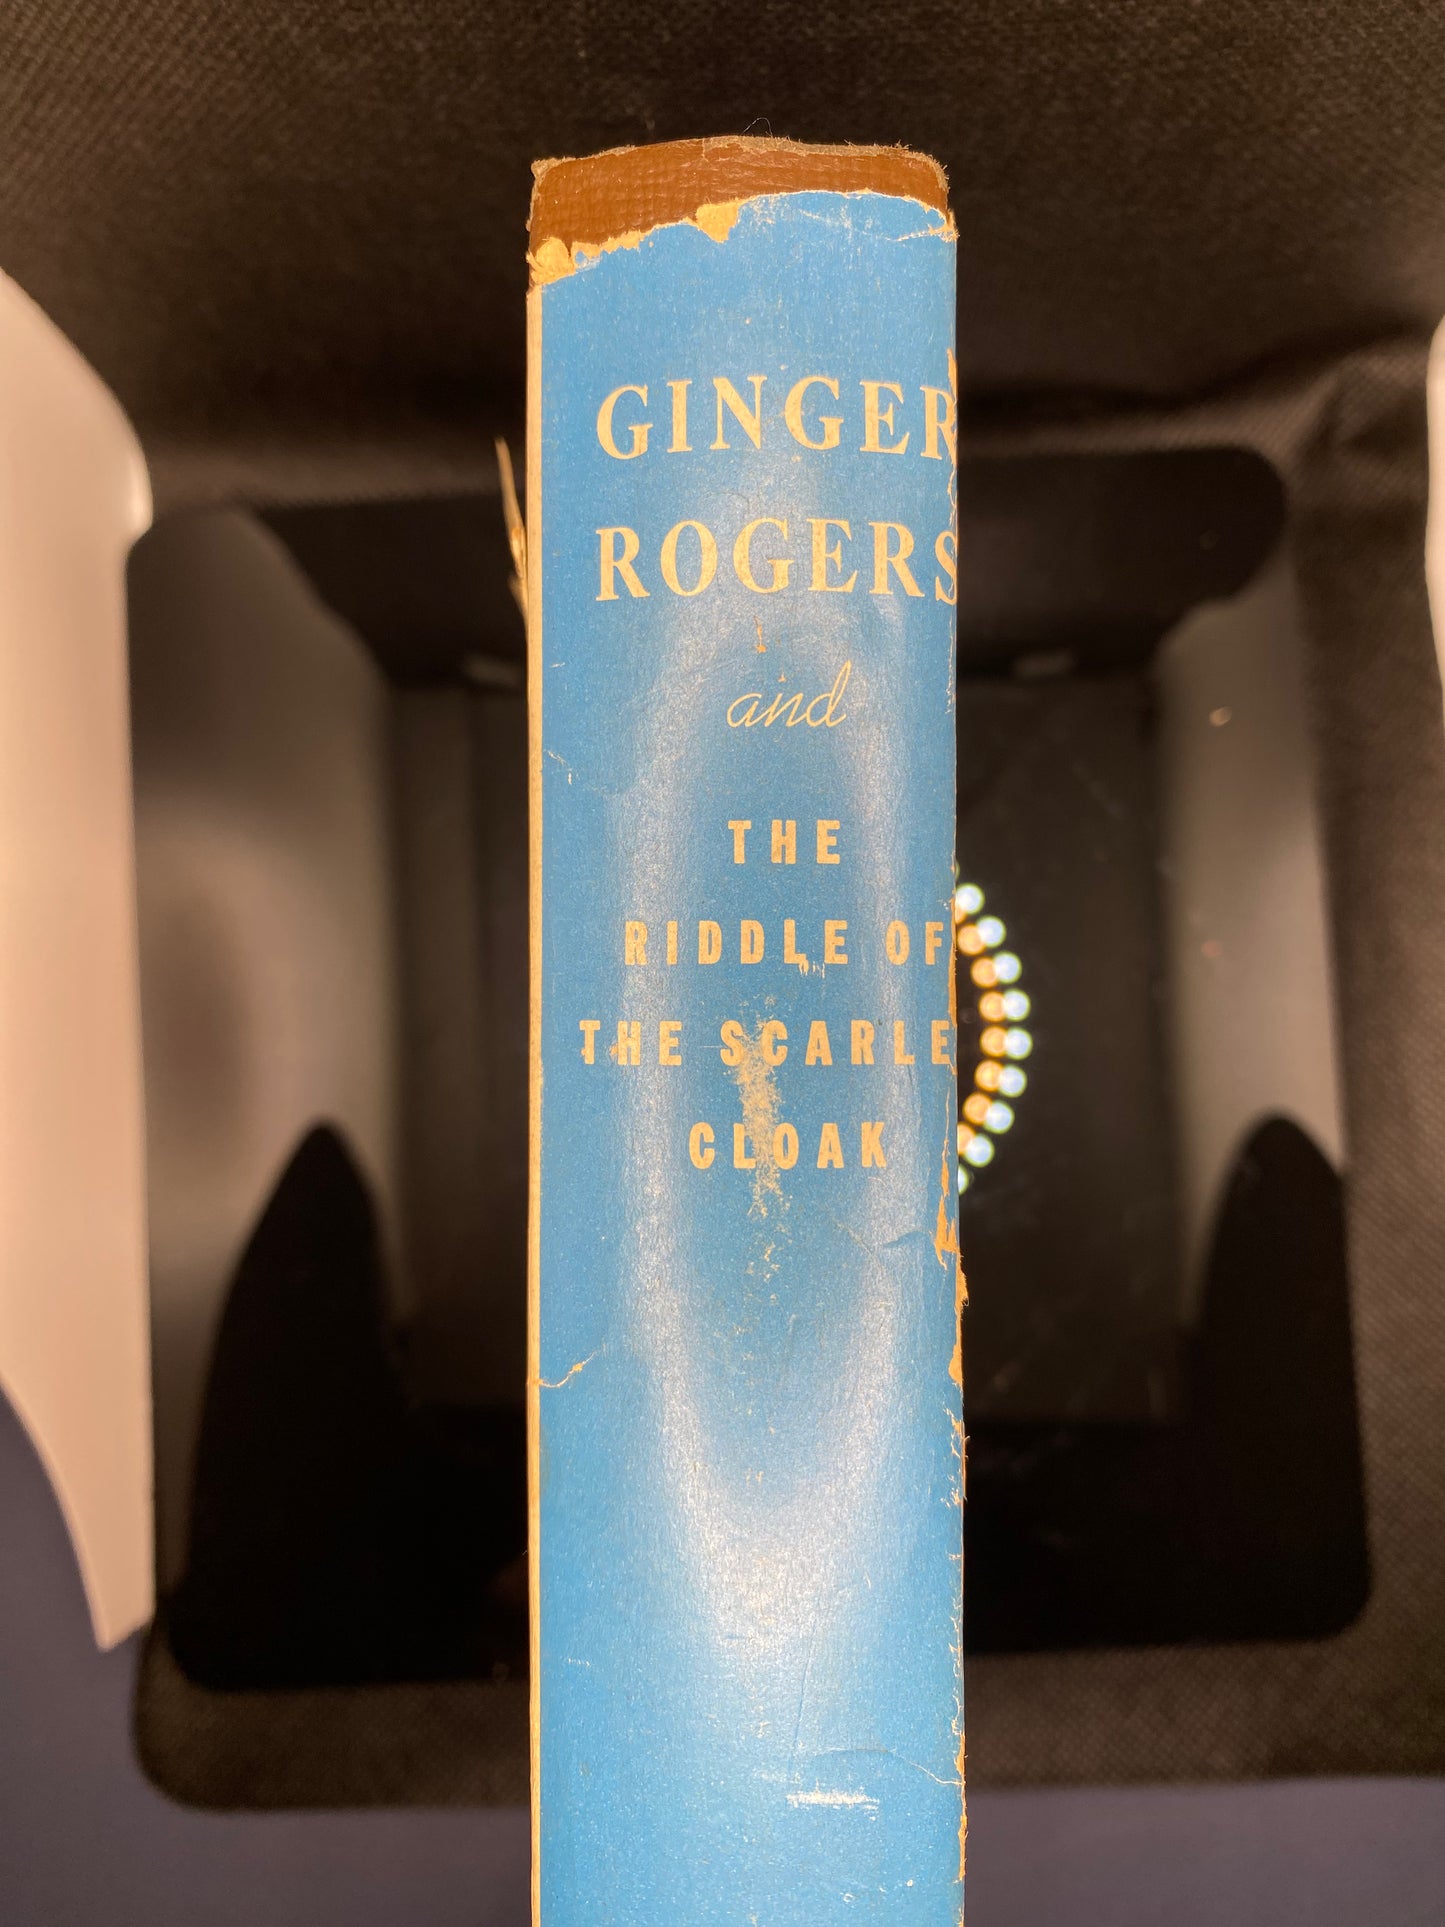 GINGER
ROGERS
and
THE
RIDDLE OF
THE SCARLE
CLOAK